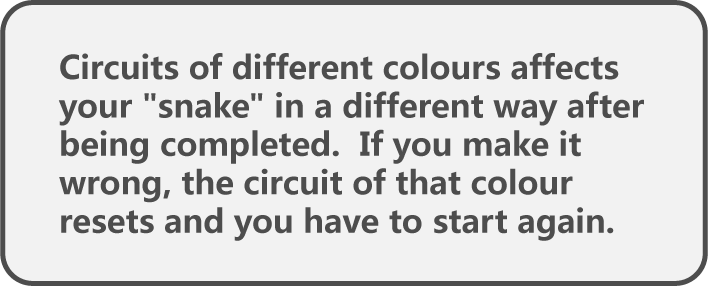 Circuits of different colours affects
your "snake" in a different way after
being completed.  If you make it
wrong, the circuit of that colour
resets and you have to start again.